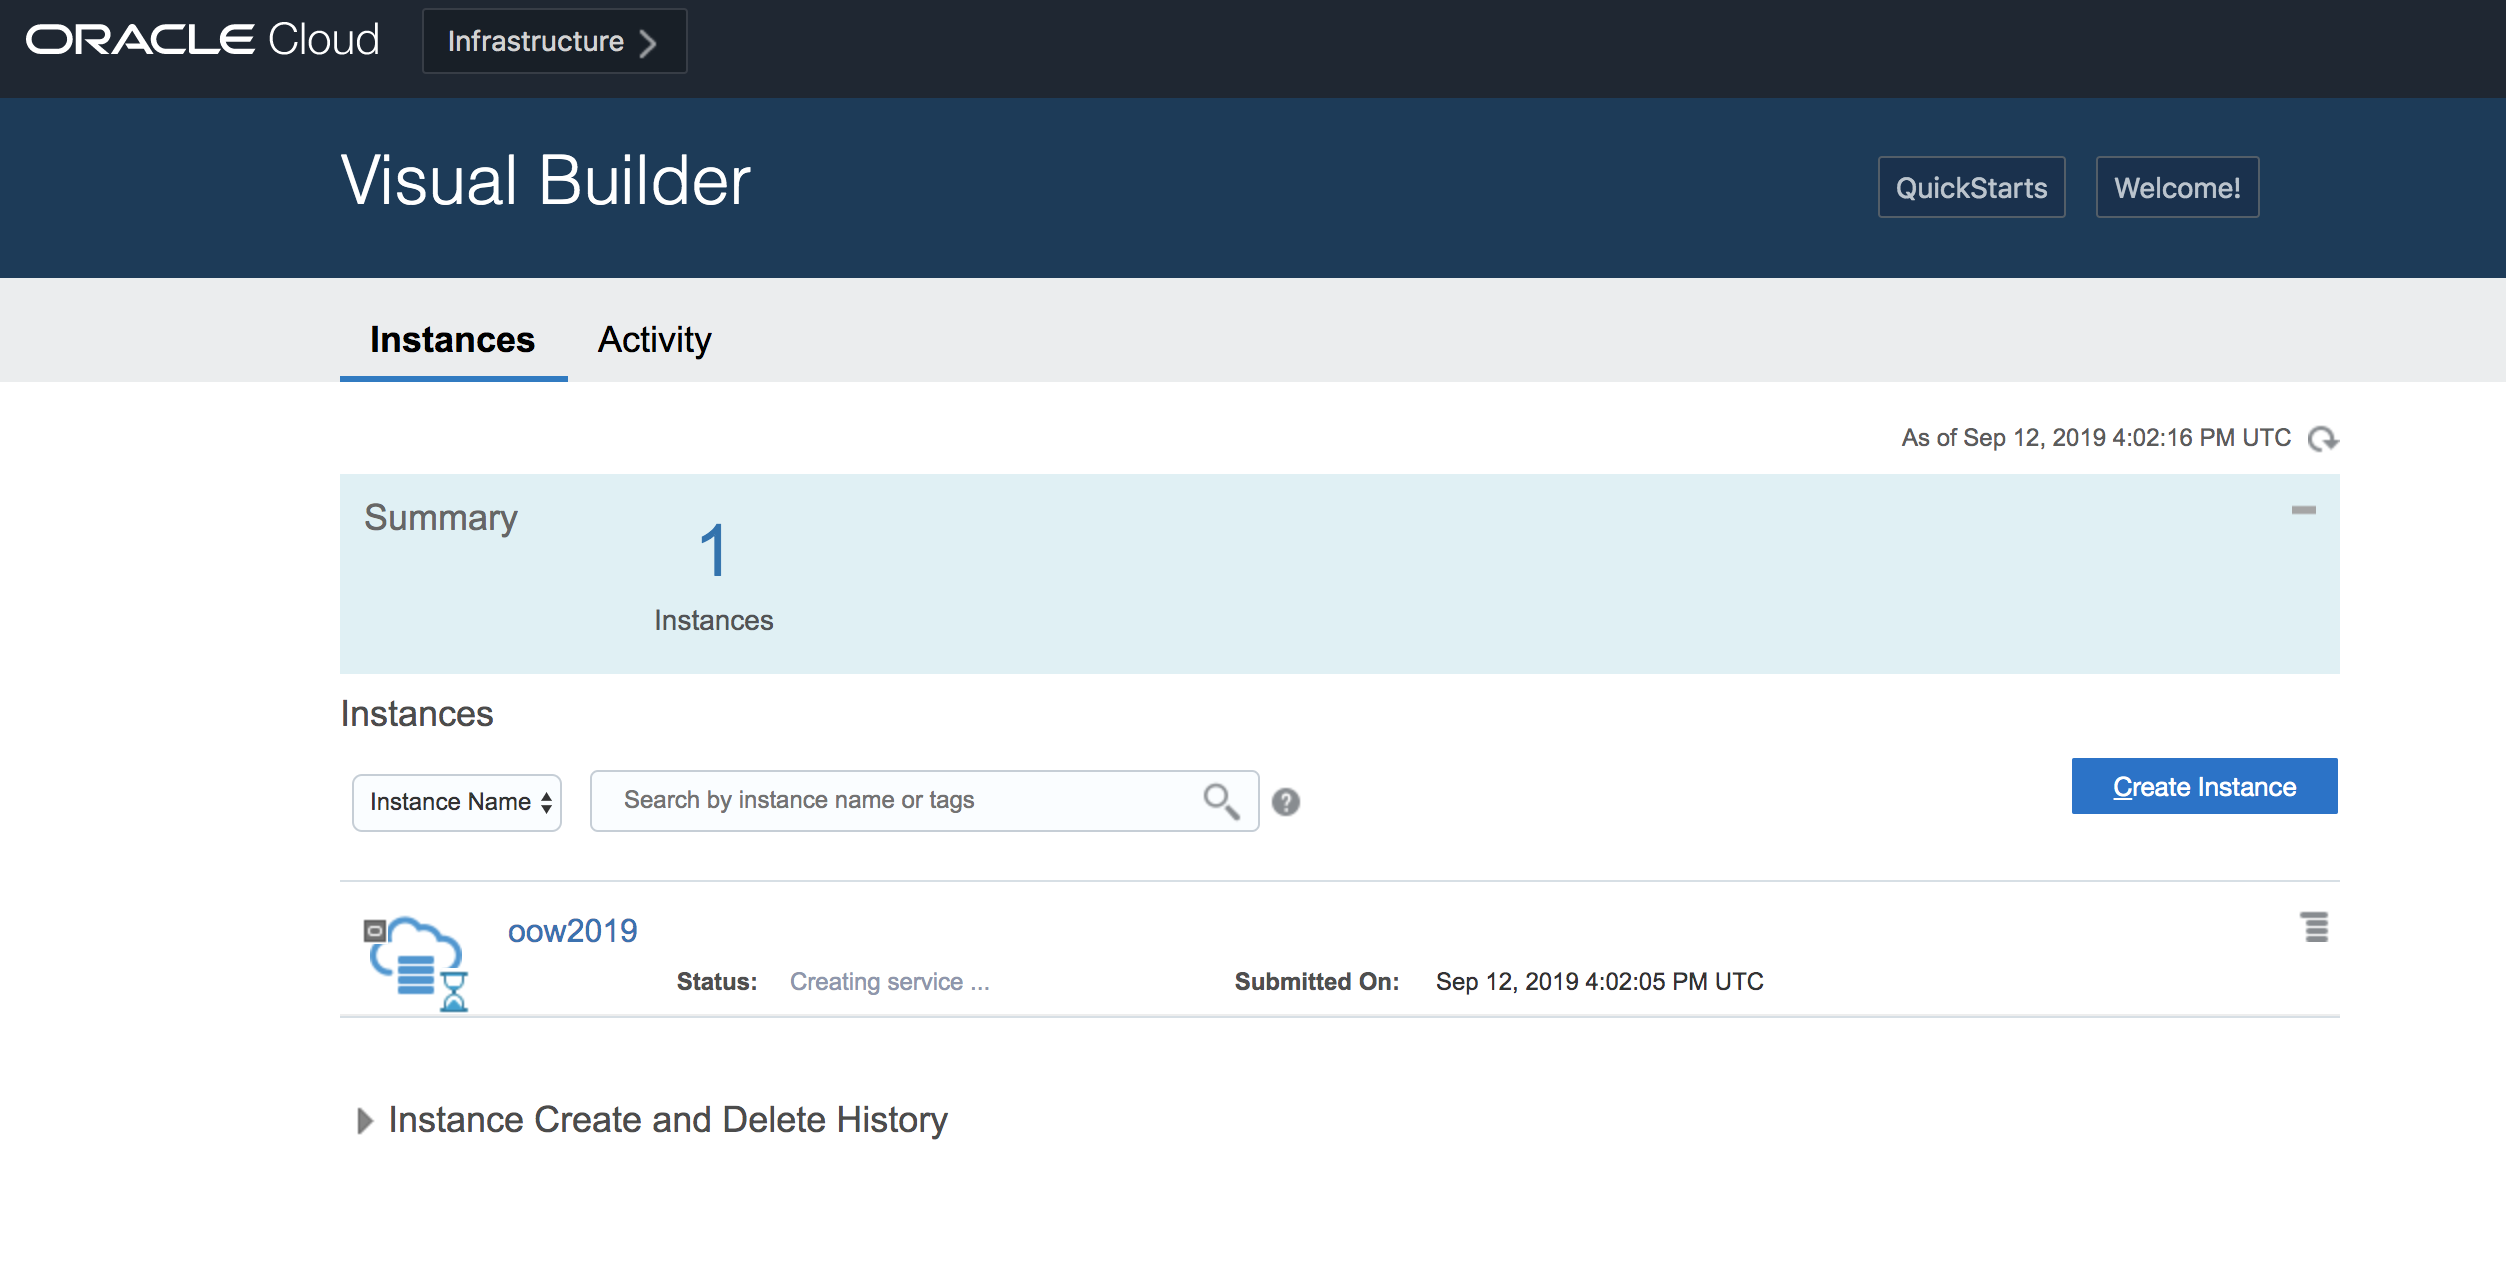 ORACLE Cloud
Infrastructure
Visual Builder
QuickStarts
Welcome!
Instances
Activity
As of Sep 12, 2019 4:02:16 PM UTC
Summary
1
Instances
Instances
Instance Name
Search by instance name or tags
?
Create Instance
oow2019
Status: Creating service ...
Submitted On: Sep 12, 2019 4:02:05 PM UTC
Instance Create and Delete History